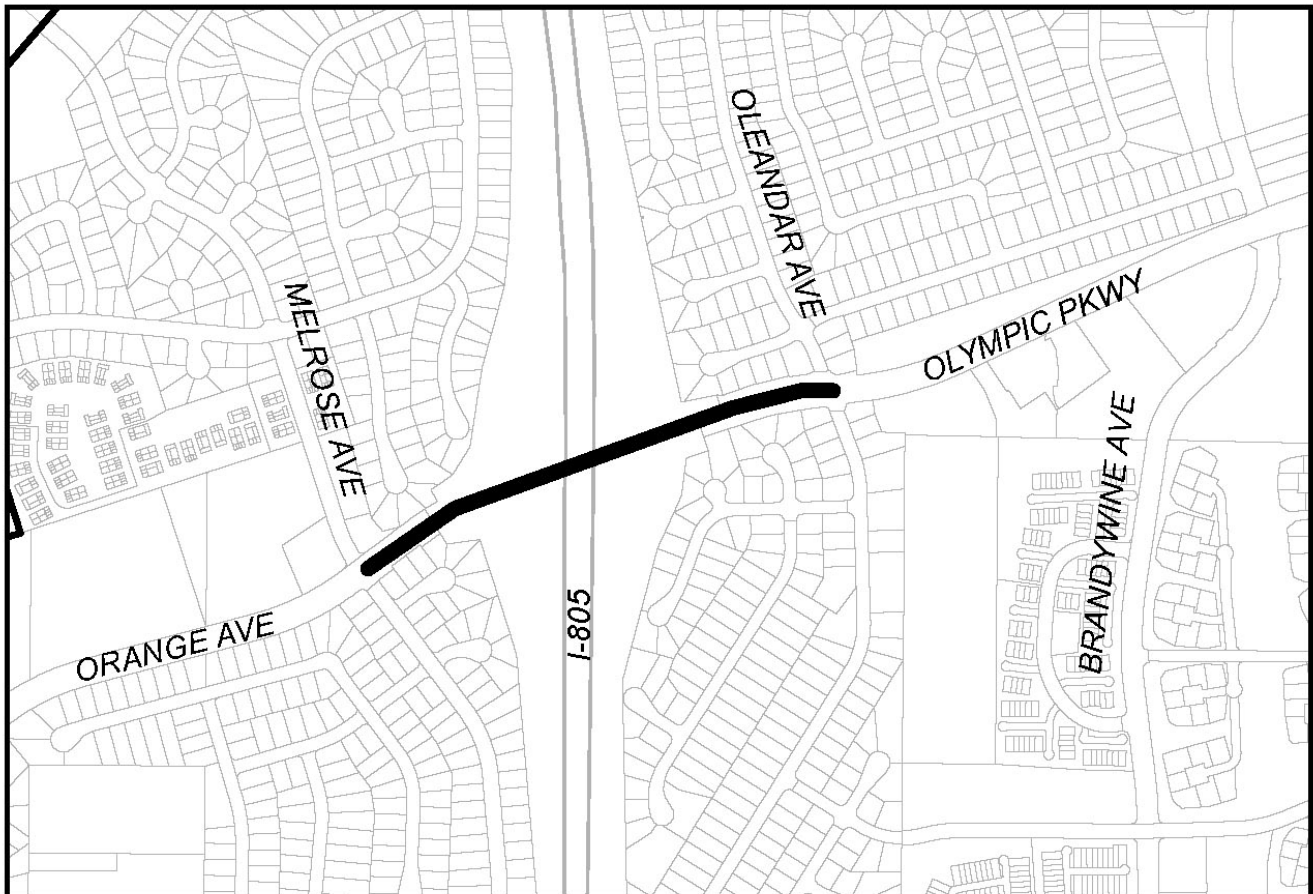 OLEANDAR AVE
MELROSE AVE
OLYMPIC PKWY
BRANDYWINE AVE
I-805
ORANGE AVE